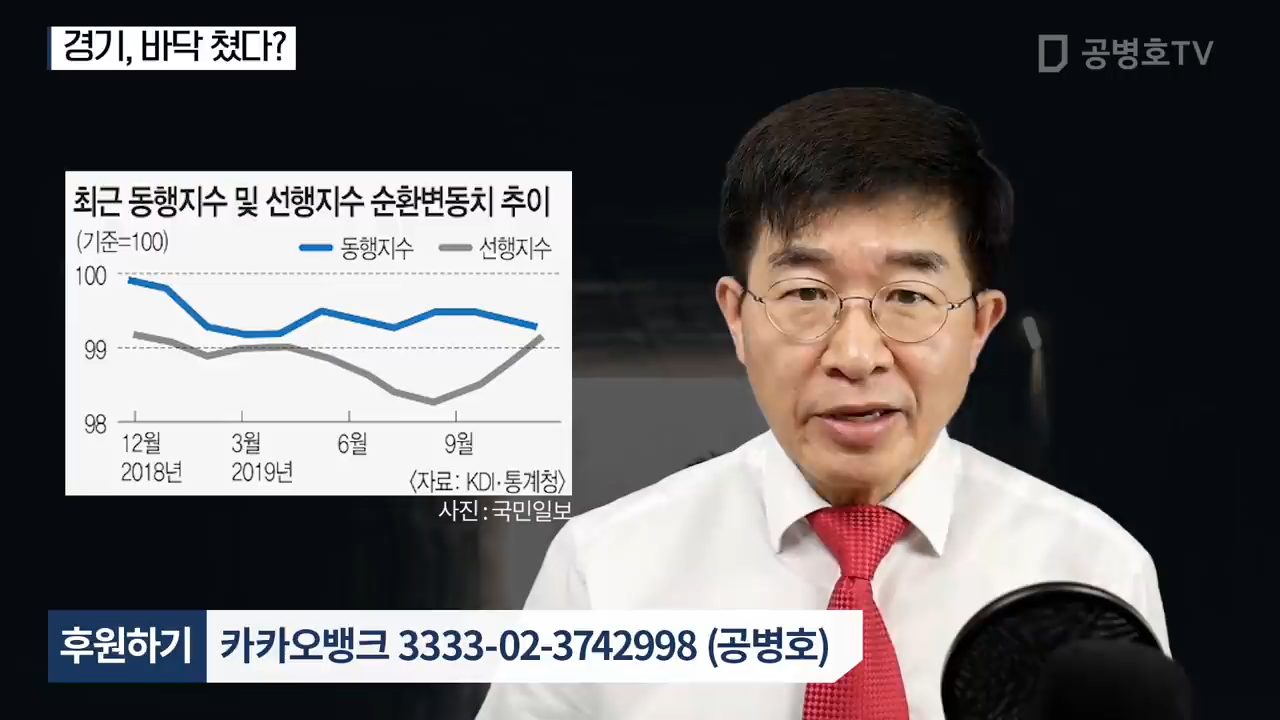 경기, 바닥 쳤다?
공병호TV
최근 동행지수 및 선행지수 순환변동치 추이
(기준=100)
동행지수 선행지수
100
99
98
12월 3월 6월 9월
2018년 2019년
〈자료: KDI·통계청〉
사진 : 국민일보
후원하기 카카오뱅크 3333-02-3742998 (공병호)